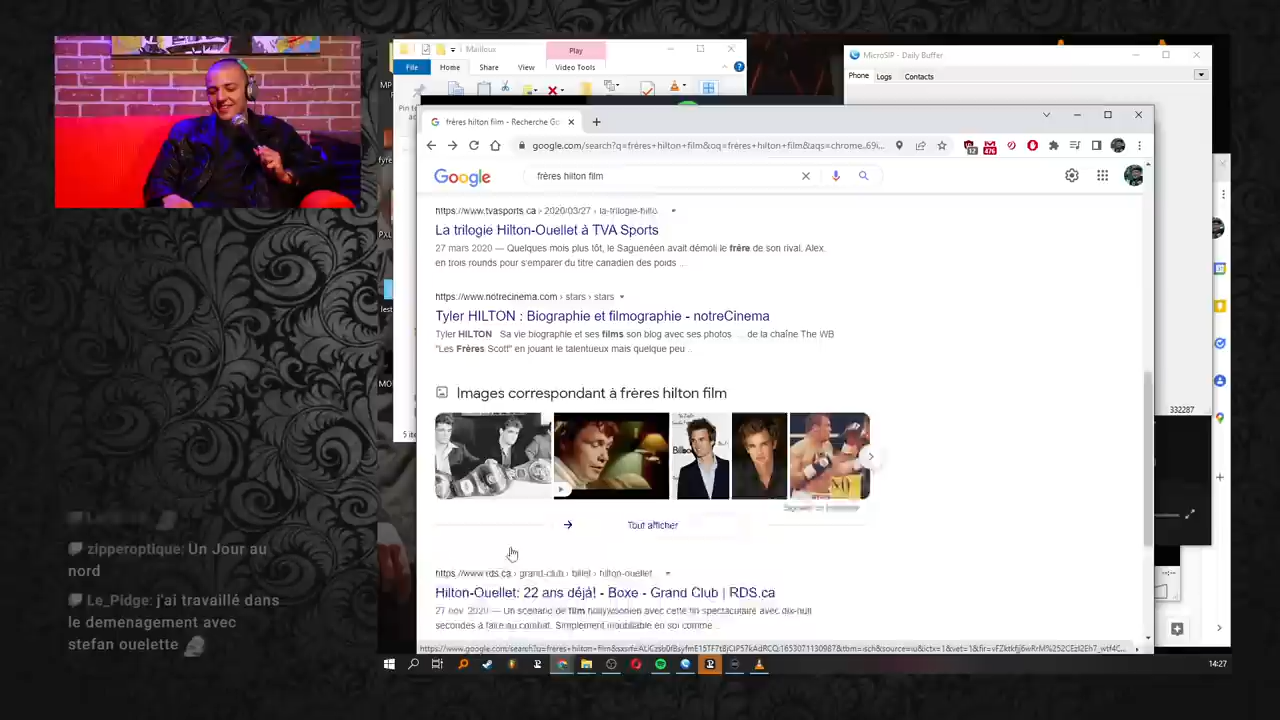 Mailloux
Play
File
Home
Share
View
Video Tools
MicroSIP - Daily Buffer
Phone
Logs
Contacts
frères hilton film - Recherche Go
google.com/search?q=frères+hilton+film&oq=frères+hilton+film&aqs=chrome..69i...
Google
frères hilton film
https://www.tvasports.ca › 2020/03/27 › la-trilogie-hilto...
La trilogie Hilton-Ouellet à TVA Sports
27 mars 2020 — Quelques mois plus tôt, le Saguenéen avait démoli le frère de son rival, Alex,
en trois rounds pour s'emparer du titre canadien des poids ...
https://www.notrecinema.com › stars › stars
Tyler HILTON : Biographie et filmographie - notreCinema
Tyler HILTON Sa vie biographie et ses films son blog avec ses photos ... de la chaîne The WB
"Les Frères Scott" en jouant le talentueux mais quelque peu ...
Images correspondant à frères hilton film
Tout afficher
https://www.rds.ca › grand-club › billet › hilton-ouellet
Hilton-Ouellet: 22 ans déjà! - Boxe - Grand Club | RDS.ca
27 nov. 2020 — Un scénario de film hollywoodien avec cette fin spectaculaire avec dix-huit
secondes à faire au combat. Simplement inoubliable en soi comme ...
332287
14:27
zipperoptique: Un Jour au
nord
Le_Pidge: j'ai travaillé dans
le demenagement avec
stefan ouelette